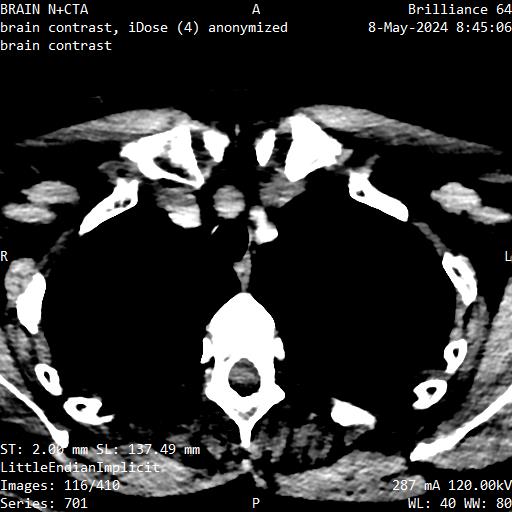 BRAIN N+CTA
A
Brilliance 64
brain contrast, iDose (4) anonymized
8-May-2024 8:45:06
brain contrast
R
L
ST: 2.00 mm SL: 137.49 mm
LittleEndianImplicit
Images: 116/410
287 mA 120.00kV
Series: 701
P
WL: 40 WW: 80